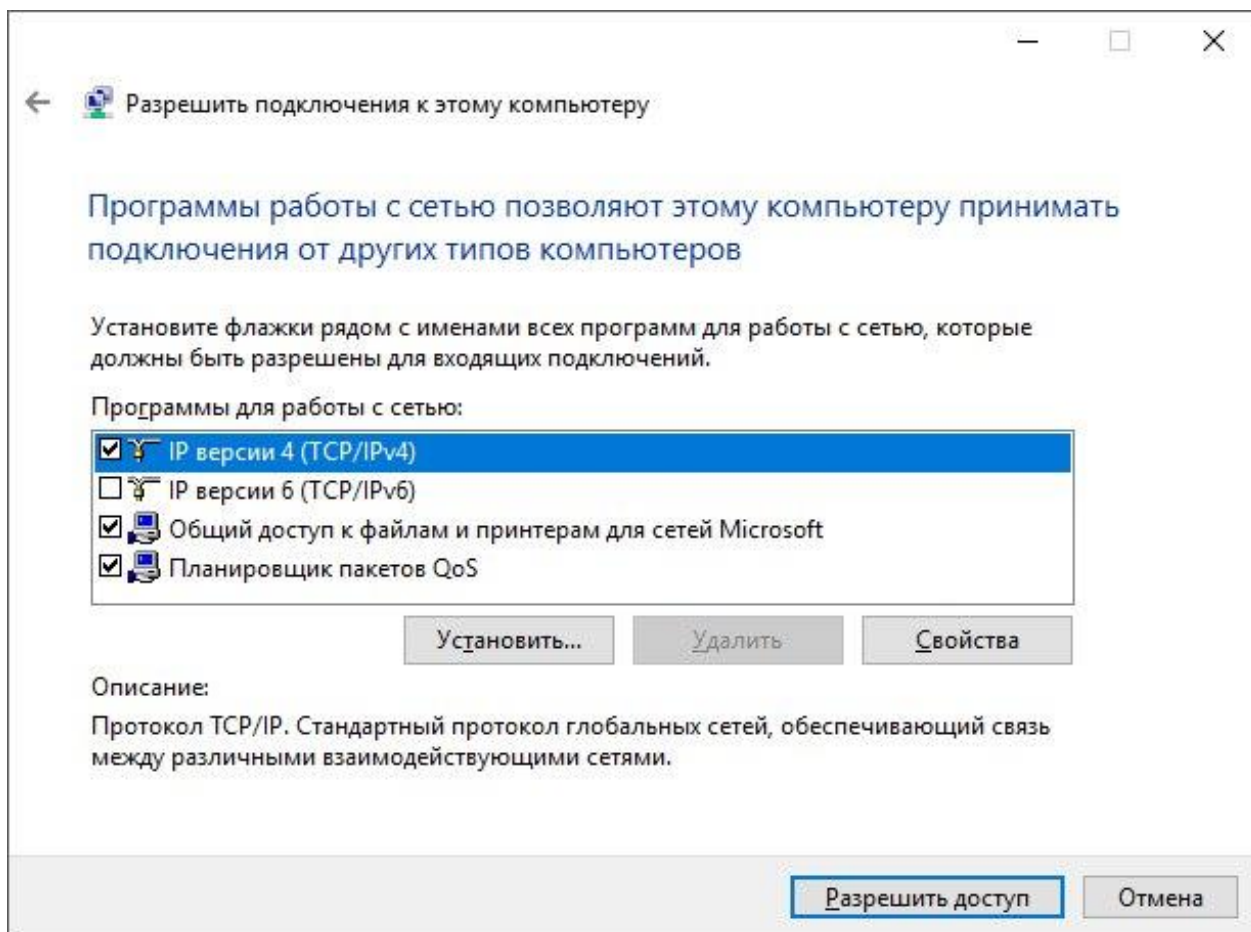 Разрешить подключения к этому компьютеру
Программы работы с сетью позволяют этому компьютеру принимать
подключения от других типов компьютеров
Установите флажки рядом с именами всех программ для работы с сетью, которые
должны быть разрешены для входящих подключений.
Программы для работы с сетью:
IP версии 4 (TCP/IPv4)
IP версии 6 (TCP/IPv6)
Общий доступ к файлам и принтерам для сетей Microsoft
Планировщик пакетов QoS
Установить... Удалить Свойства
Описание:
Протокол TCP/IP. Стандартный протокол глобальных сетей, обеспечивающий связь
между различными взаимодействующими сетями.
Разрешить доступ Отмена